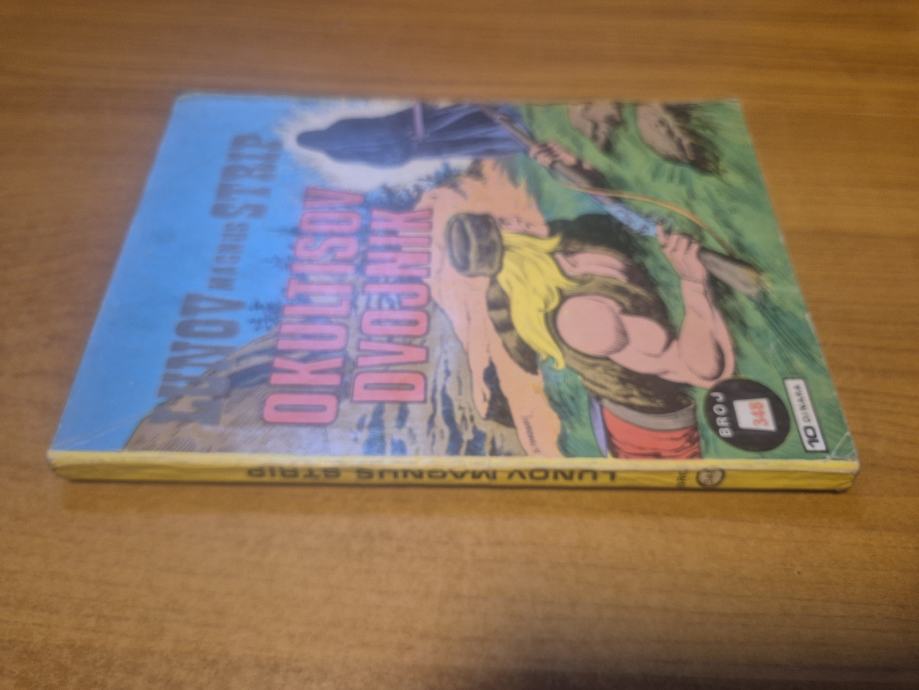 LUNOV MAGNUS STRIP
OKULTISOV
DVOJNIK
BROJ
348
10 DINARA
LUNOV MAGNUS STRIP